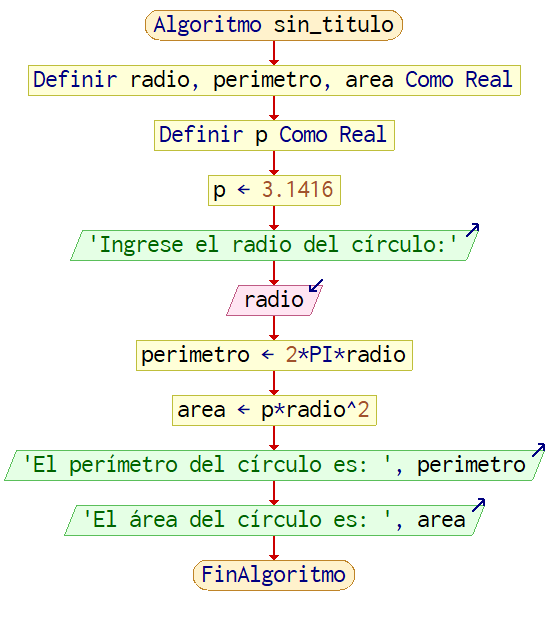 Algoritmo sin_titulo
Definir radio, perimetro, area Como Real
Definir p Como Real
p ← 3.1416
'Ingrese el radio del círculo:'
radio
perimetro ← 2*PI*radio
area ← p*radio^2
'El perímetro del círculo es: ', perimetro
'El área del círculo es: ', area
FinAlgoritmo